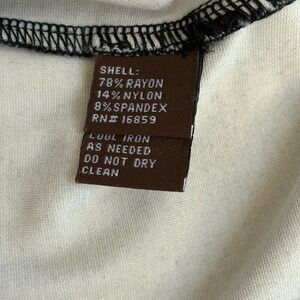 SHELL:
78% RAYON
14% NYLON
8% SPANDEX
RN# 16859
COOL IRON
AS NEEDED
DO NOT DRY
CLEAN